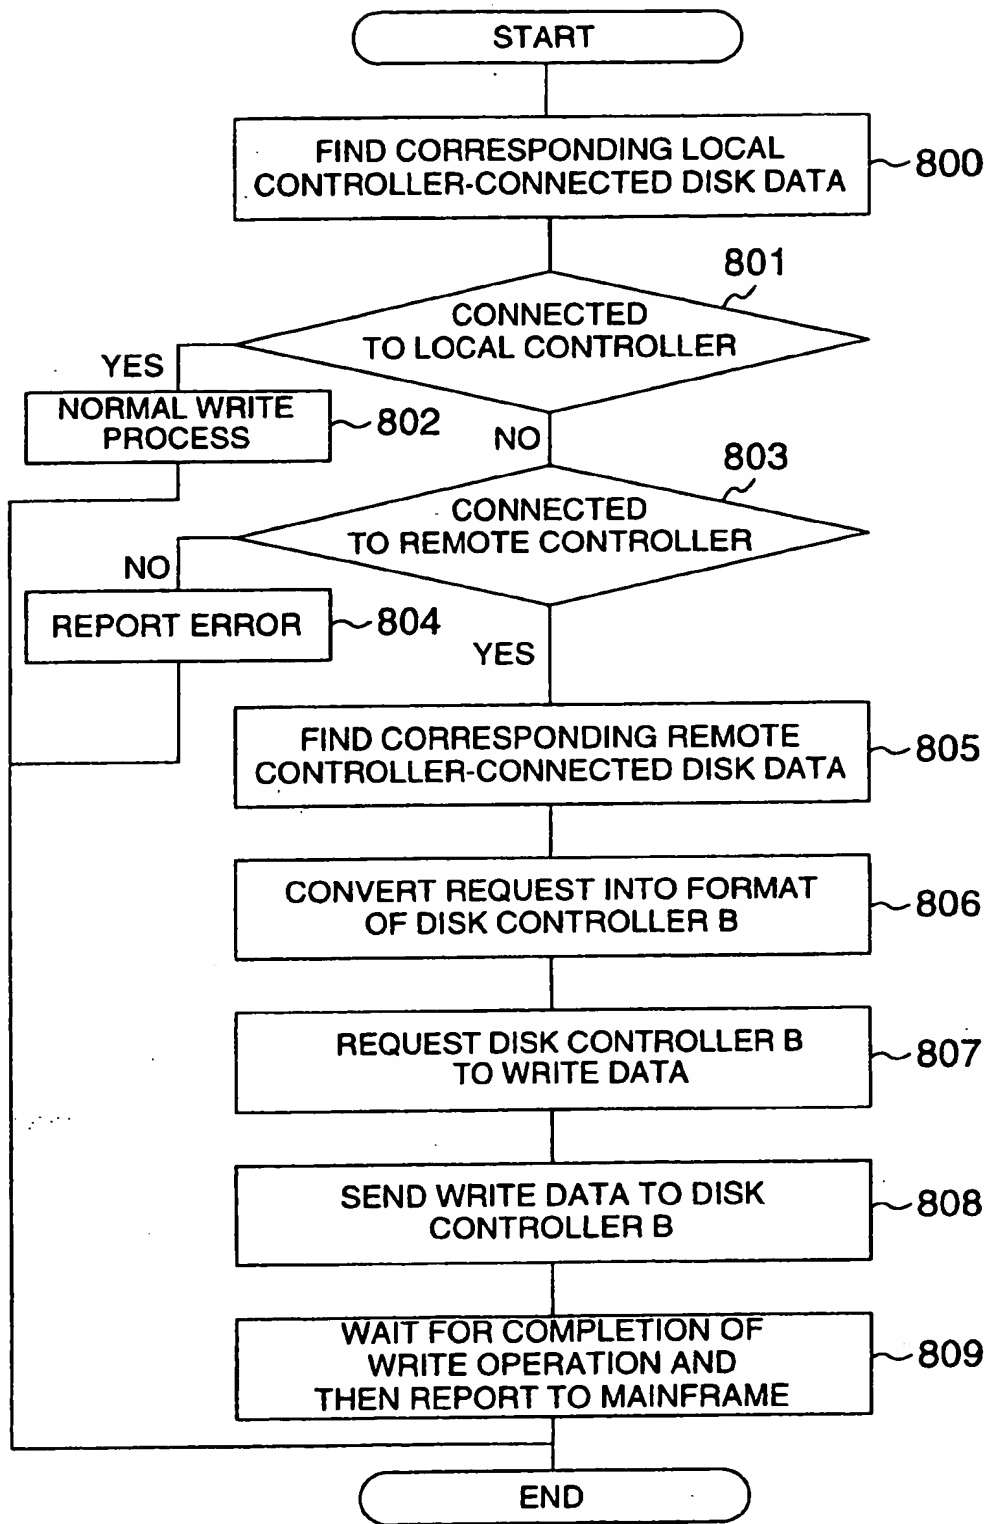 START
FIND CORRESPONDING LOCAL
CONTROLLER-CONNECTED DISK DATA
800
801
CONNECTED
TO LOCAL CONTROLLER
YES
NORMAL WRITE
PROCESS
802
NO
803
CONNECTED
TO REMOTE CONTROLLER
NO
REPORT ERROR
804
YES
FIND CORRESPONDING REMOTE
CONTROLLER-CONNECTED DISK DATA
805
CONVERT REQUEST INTO FORMAT
OF DISK CONTROLLER B
806
REQUEST DISK CONTROLLER B
TO WRITE DATA
807
SEND WRITE DATA TO DISK
CONTROLLER B
808
WAIT FOR COMPLETION OF
WRITE OPERATION AND
THEN REPORT TO MAINFRAME
809
END